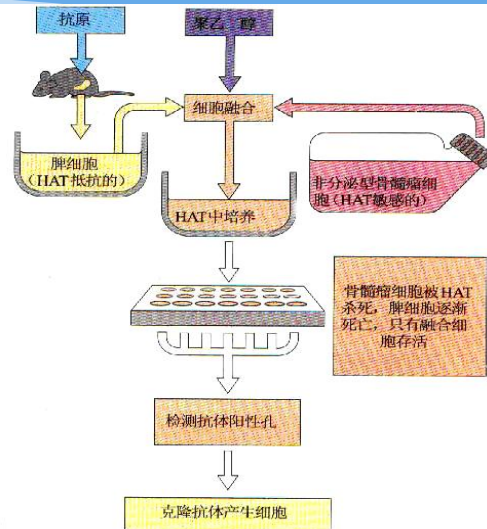 抗原
聚乙 醇
细胞融合
脾细胞
(HAT抵抗的)
非分泌型骨髓瘤细
胞(HAT敏感的)
HAT中培养
骨髓瘤细胞被HAT
杀死，脾细胞逐渐
死亡，只有融合细
胞存活
检测抗体阳性孔
克隆抗体产生细胞